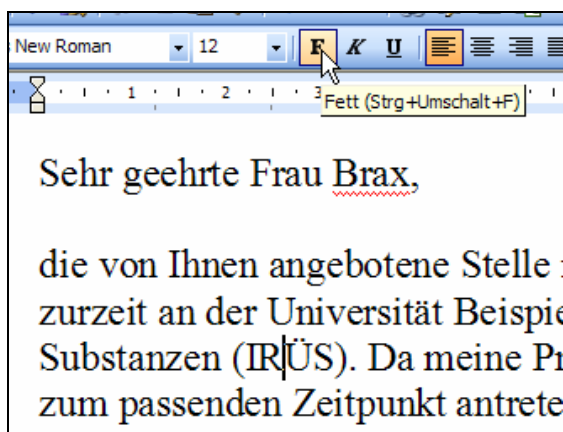 New Roman 12 F K U
1 2 3
Fett (Strg+Umschalt+F)
Sehr geehrte Frau Brax,
die von Ihnen angebotene Stelle
zurzeit an der Universität Beispie
Substanzen (IRÜS). Da meine Pr
zum passenden Zeitpunkt antrete